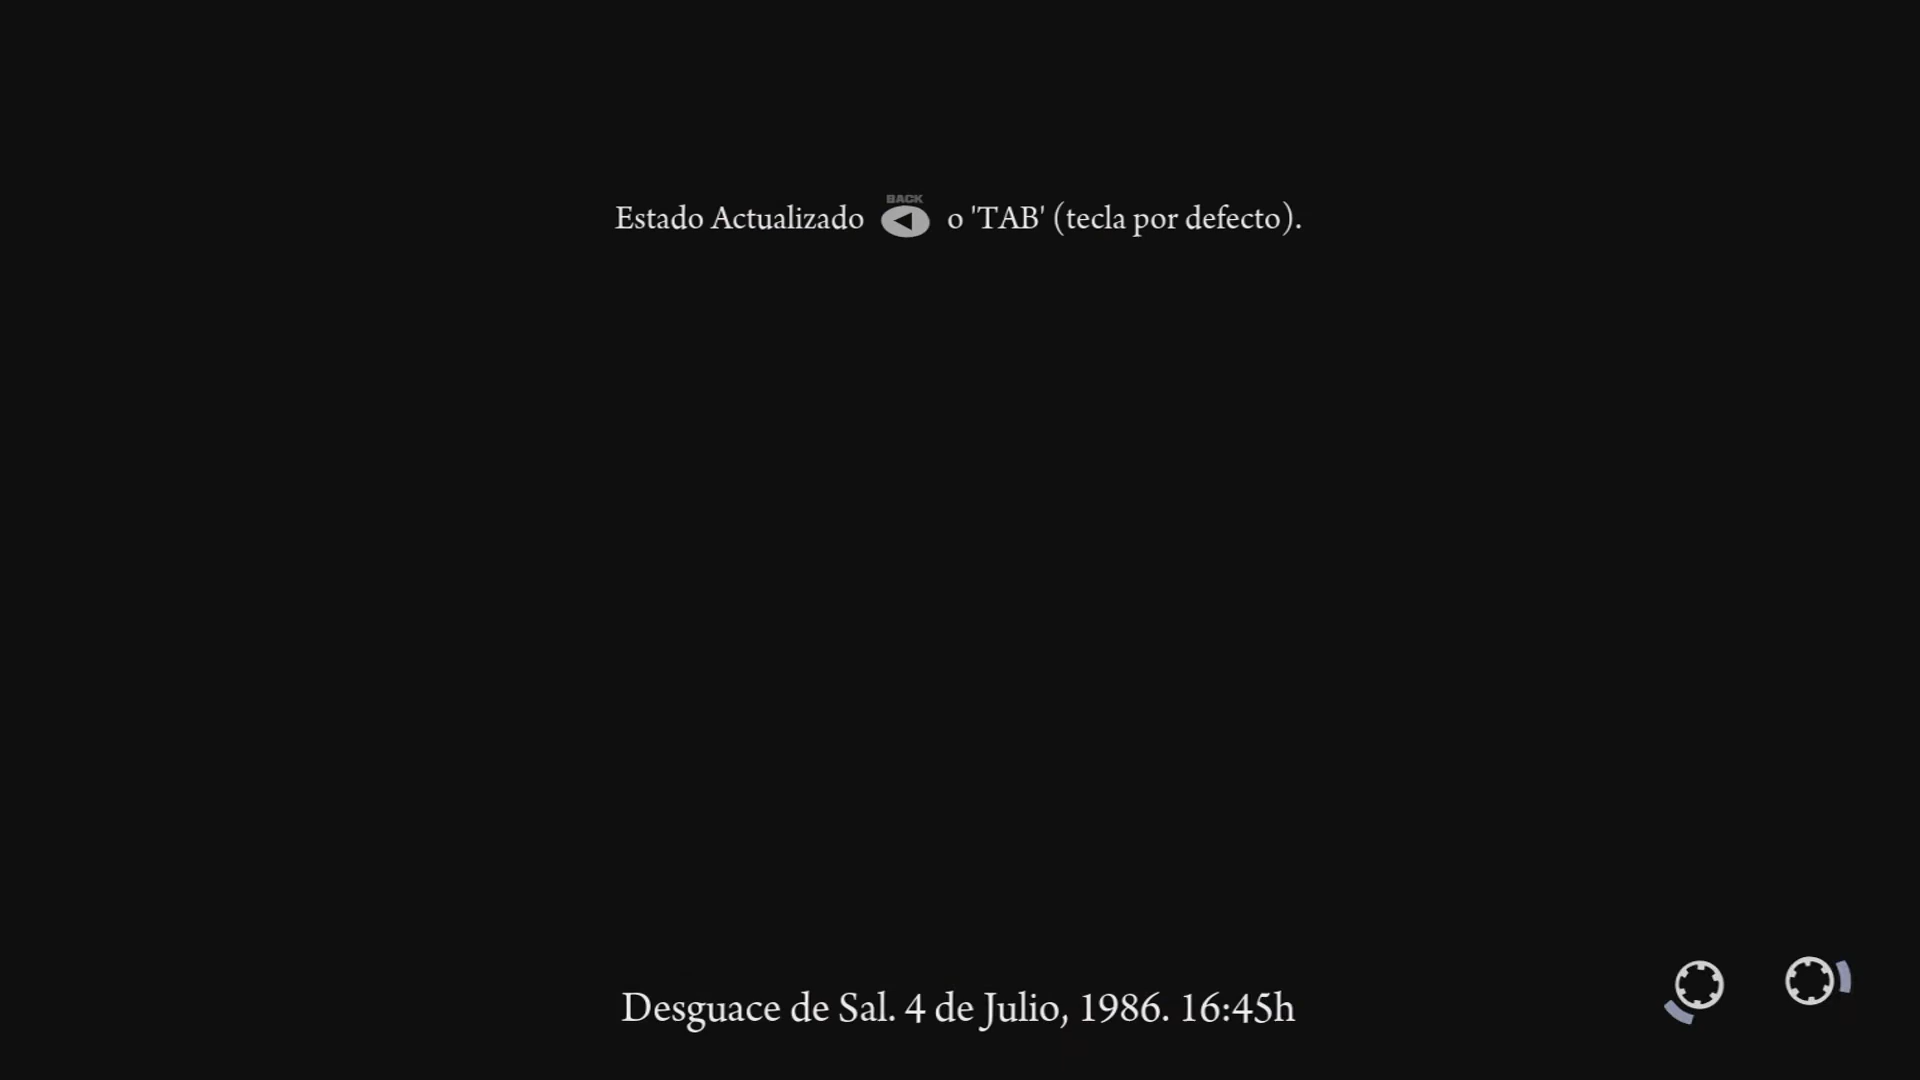 BACK
Estado Actualizado o 'TAB' (tecla por defecto).
Desguace de Sal. 4 de Julio, 1986. 16:45h